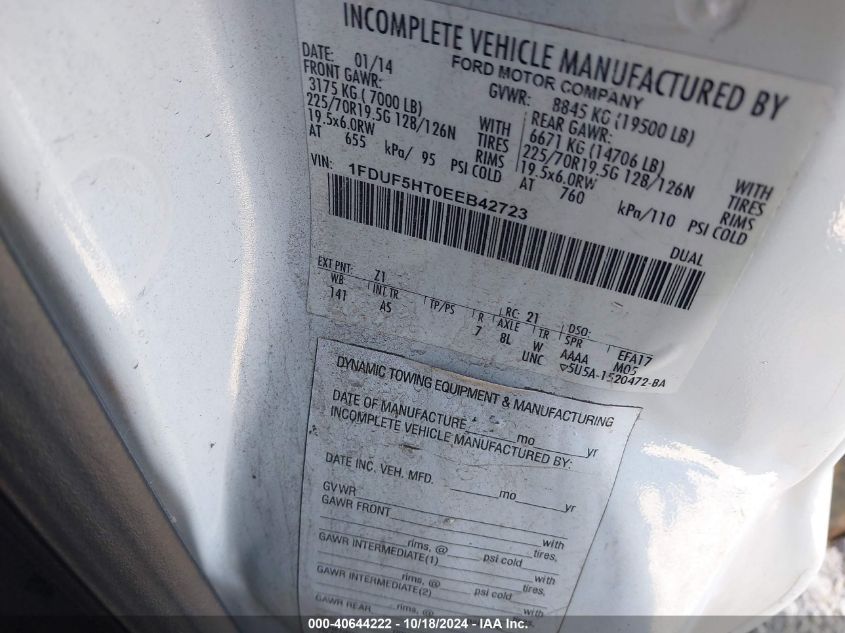 INCOMPLETE VEHICLE MANUFACTURED BY
FORD MOTOR COMPANY
DATE: 01/14 GVWR: 8845 KG (19500 LB)
FRONT GAWR: REAR GAWR:
3175 KG (7000 LB) WITH 6671 KG (14706 LB) WITH
225/70R19.5G 128/126N TIRES 225/70R19.5G 128/126N TIRES
19.5x6.0RW RIMS 19.5x6.0RW RIMS
AT 655 kPa/ 95 PSI COLD AT 760 kPa/110 PSI COLD
VIN: 1FDUF5HT0EEB42723 DUAL
EXT PNT: Z1 RC: 21 DSO:
WB INT TR TP/PS R AXLE TR SPR EFA17
141 AS 7 BL W AAAA M05
UNC ▽5U5A-1520472-BA
DYNAMIC TOWING EQUIPMENT & MANUFACTURING
DATE OF MANUFACTURE mo yr
INCOMPLETE VEHICLE MANUFACTURED BY:
DATE INC. VEH. MFD. mo yr
GVWR
GAWR FRONT with
rims, @ psi cold tires,
GAWR INTERMEDIATE(1) with
rims, @ psi cold tires,
GAWR INTERMEDIATE(2) with
rims, @ psi cold tires,
GAWR REAR with
rims, @
000-40644222 - 10/18/2024 - IAA Inc.